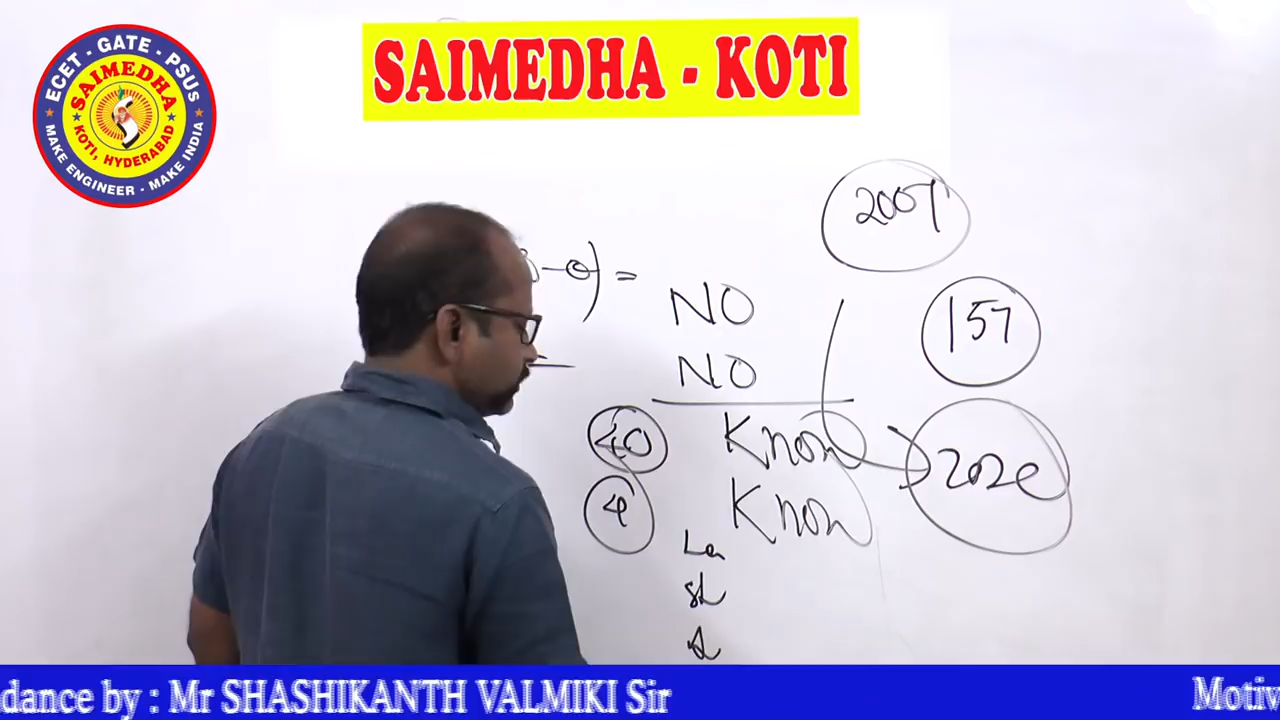 SAIMEDHA - KOTI
ECET - GATE - PSUS
SAIMEDHA
KOTI, HYDERABAD
MAKE ENGINEER - MAKE INDIA
2007
=
NO
157
NO
40
Know
2020
4
Know
La
dance by : Mr SHASHIKANTH VALMIKI Sir
Motiv